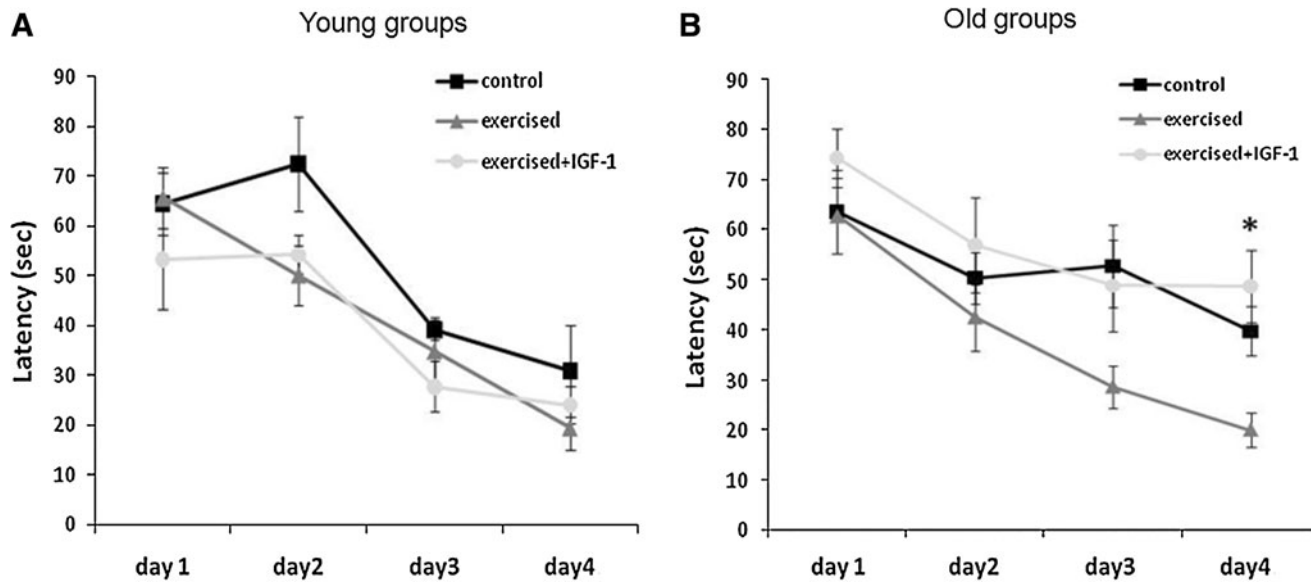 A
Young groups
90
80
70
60
50
40
30
20
10
0
Latency (sec)
control
exercised
exercised+IGF-1
day 1
day2
day3
day4
B
Old groups
90
80
70
60
50
40
30
20
10
0
Latency (sec)
control
exercised
exercised+IGF-1
*
day 1
day2
day3
day4